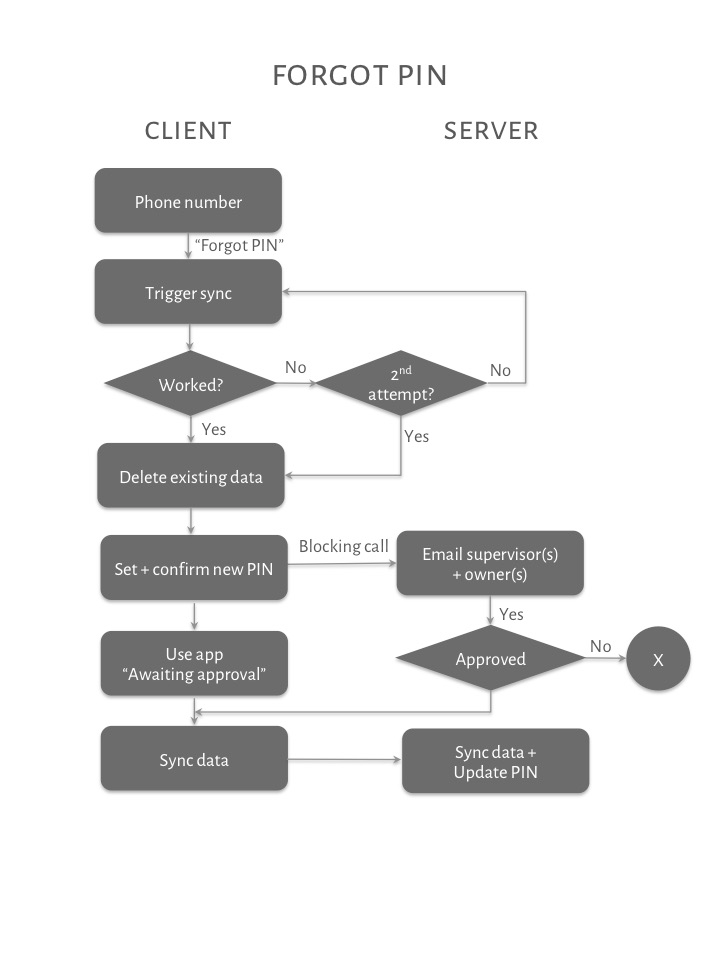 FORGOT PIN
CLIENT
SERVER
Phone number
“Forgot PIN”
Trigger sync
Worked?
No
2nd
attempt?
No
Yes
Yes
Delete existing data
Set + confirm new PIN
Blocking call
Email supervisor(s)
+ owner(s)
Yes
Use app
“Awaiting approval”
Approved
No
X
Sync data
Sync data +
Update PIN